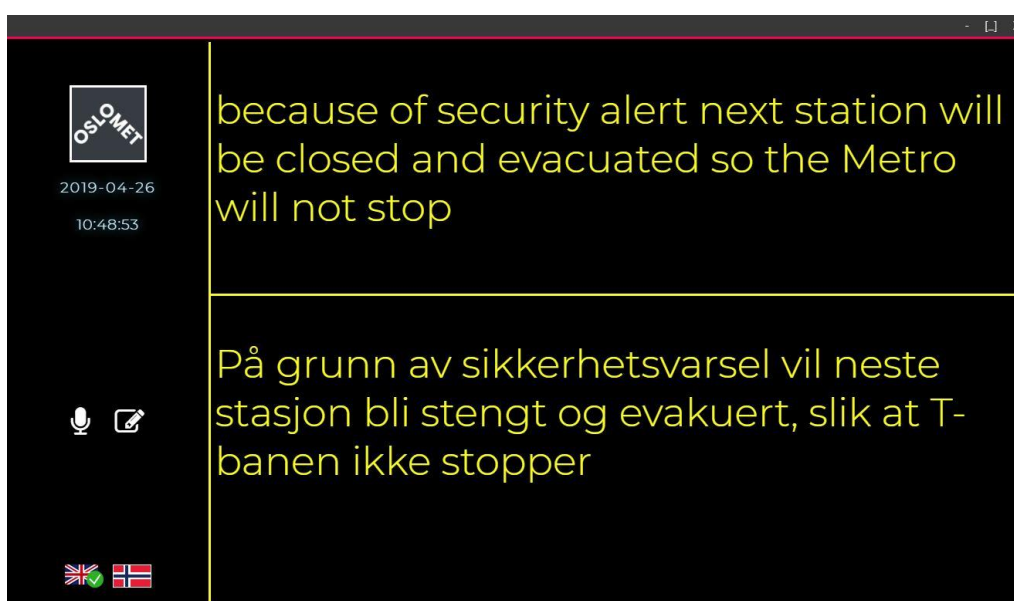 OSLOMET
2019-04-26
10:48:53
because of security alert next station will
be closed and evacuated so the Metro
will not stop
På grunn av sikkerhetsvarsel vil neste
stasjon bli stengt og evakuert, slik at T-
banen ikke stopper